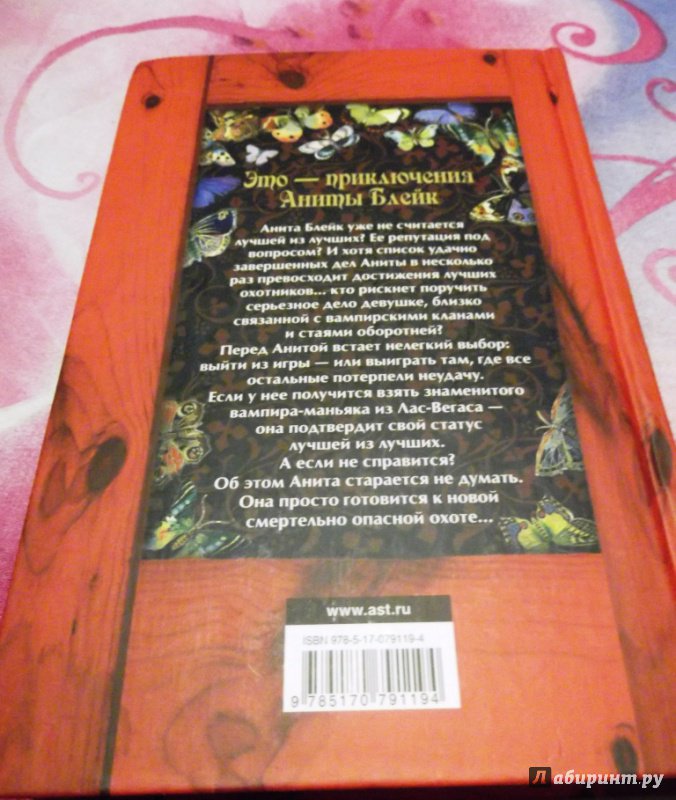 Это — приключения
Аниты Блейк
Анита Блейк уже не считается
лучшей из лучших? Ее репутация под
вопросом? И хотя список удачно
завершенных дел Аниты в несколько
раз превосходит достижения лучших
охотников... кто рискнет поручить
серьезное дело девушке, близко
связанной с вампирскими кланами
и стаями оборотней?
Перед Анитой встает нелегкий выбор:
выйти из игры — или выиграть там, где все
остальные потерпели неудачу.
Если у нее получится взять знаменитого
вампира-маньяка из Лас-Вегаса —
она подтвердит свой статус
лучшей из лучших.
А если не справится?
Об этом Анита старается не думать.
Она просто готовится к новой
смертельно опасной охоте...
www.ast.ru
ISBN 978-5-17-079119-4
9 785170 791194
Лабиринт.ру